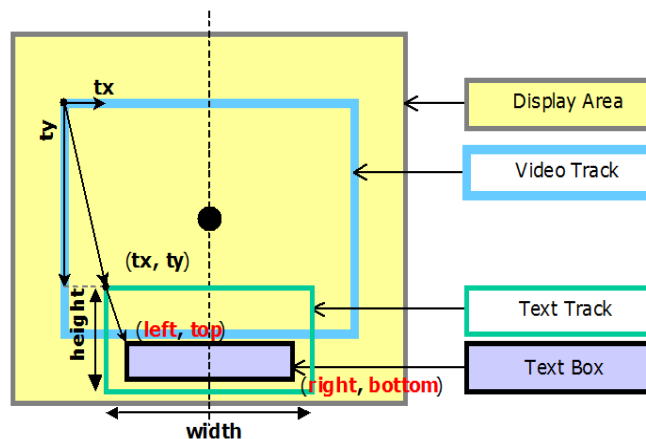 tx
Display Area
ty
Video Track
(tx, ty)
height
Text Track
(left, top)
Text Box
(right, bottom)
width